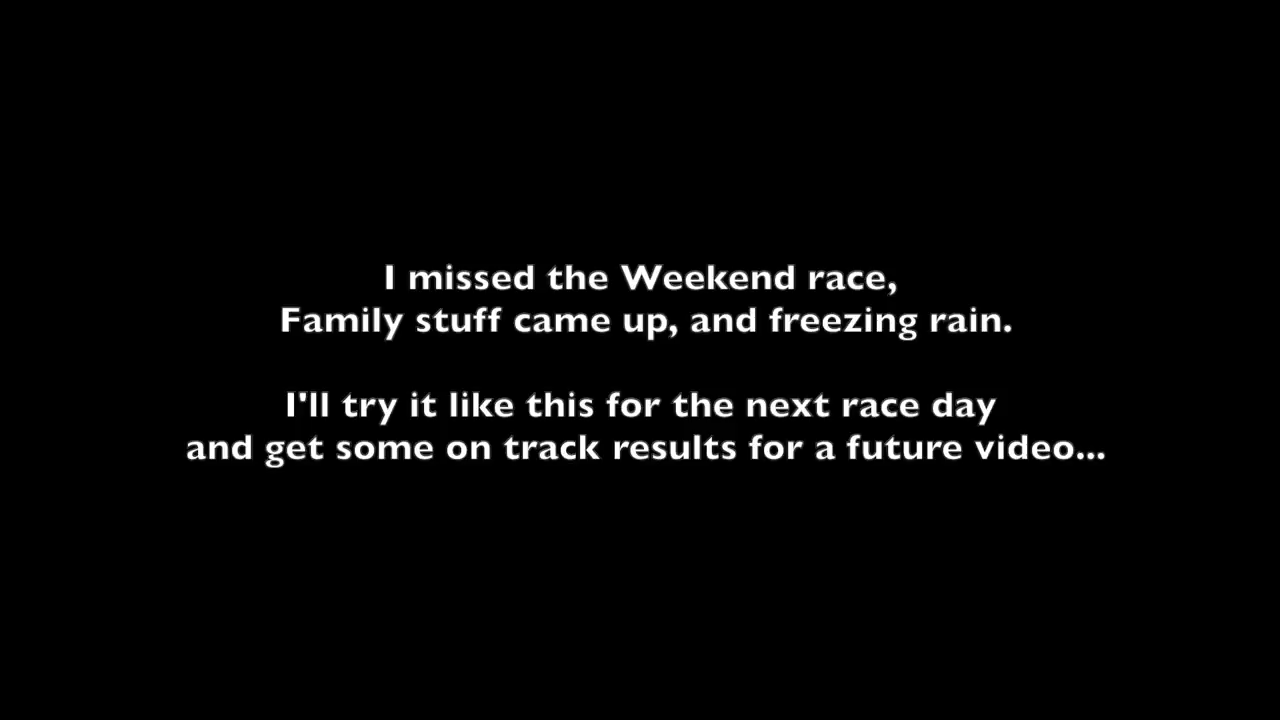 I missed the Weekend race,
Family stuff came up, and freezing rain.
I'll try it like this for the next race day
and get some on track results for a future video...